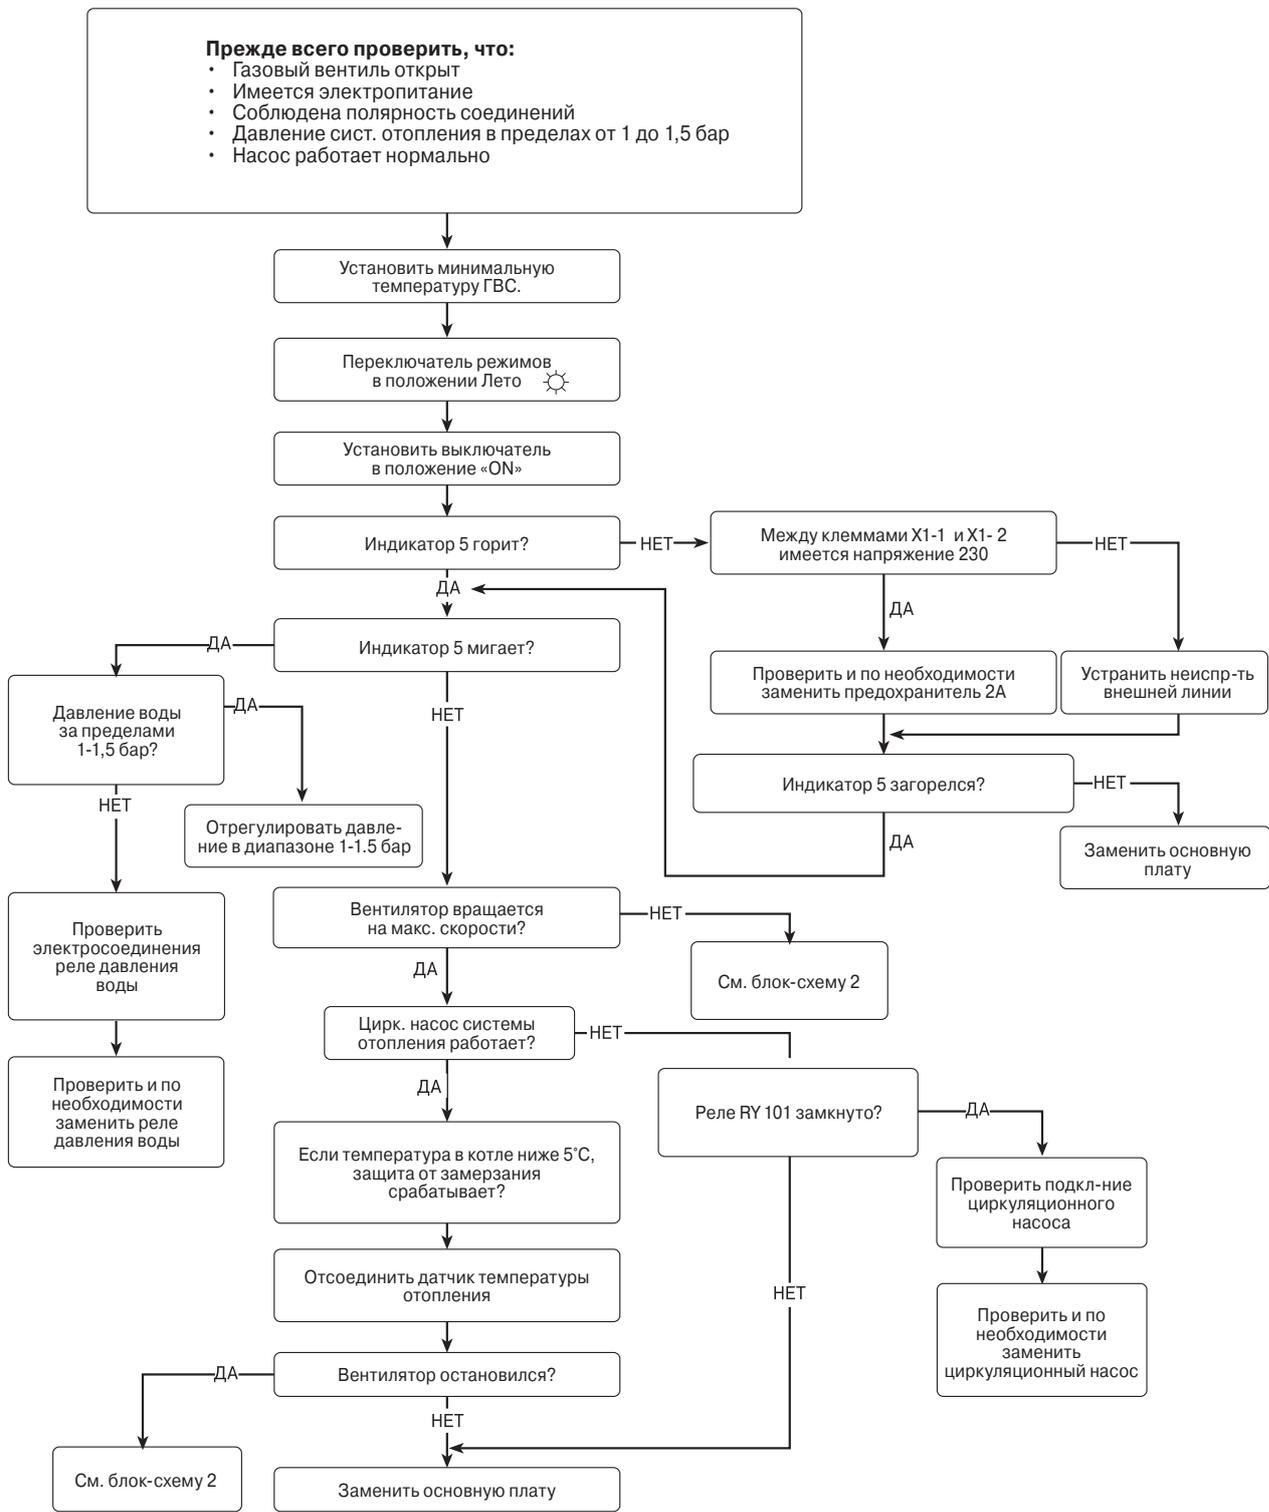 Прежде всего проверить, что:
• Газовый вентиль открыт
• Имеется электропитание
• Соблюдена полярность соединений
• Давление сист. отопления в пределах от 1 до 1,5 бар
• Насос работает нормально
Установить минимальную
температуру ГВС.
Переключатель режимов
в положении Лето
Установить выключатель
в положение «ON»
Индикатор 5 горит?
НЕТ
Между клеммами X1-1 и X1- 2
имеется напряжение 230
НЕТ
ДА
ДА
Индикатор 5 мигает?
ДА
Проверить и по необходимости
заменить предохранитель 2А
Устранить неиспр-ть
внешней линии
Давление воды
за пределами
1-1,5 бар?
ДА
НЕТ
Индикатор 5 загорелся?
НЕТ
НЕТ
Отрегулировать давле-
ние в диапазоне 1-1.5 бар
ДА
Заменить основную
плату
Вентилятор вращается
на макс. скорости?
НЕТ
Проверить
электросоединения
реле давления
воды
ДА
См. блок-схему 2
Цирк. насос системы
отопления работает?
НЕТ
Проверить и по
необходимости
заменить реле
давления воды
ДА
Реле RY 101 замкнуто?
ДА
Если температура в котле ниже 5˚С,
защита от замерзания
срабатывает?
Проверить подкл-ние
циркуляционного
насоса
Отсоединить датчик температуры
отопления
НЕТ
Проверить и по
необходимости
заменить
циркуляционный насос
Вентилятор остановился?
ДА
НЕТ
См. блок-схему 2
Заменить основную плату